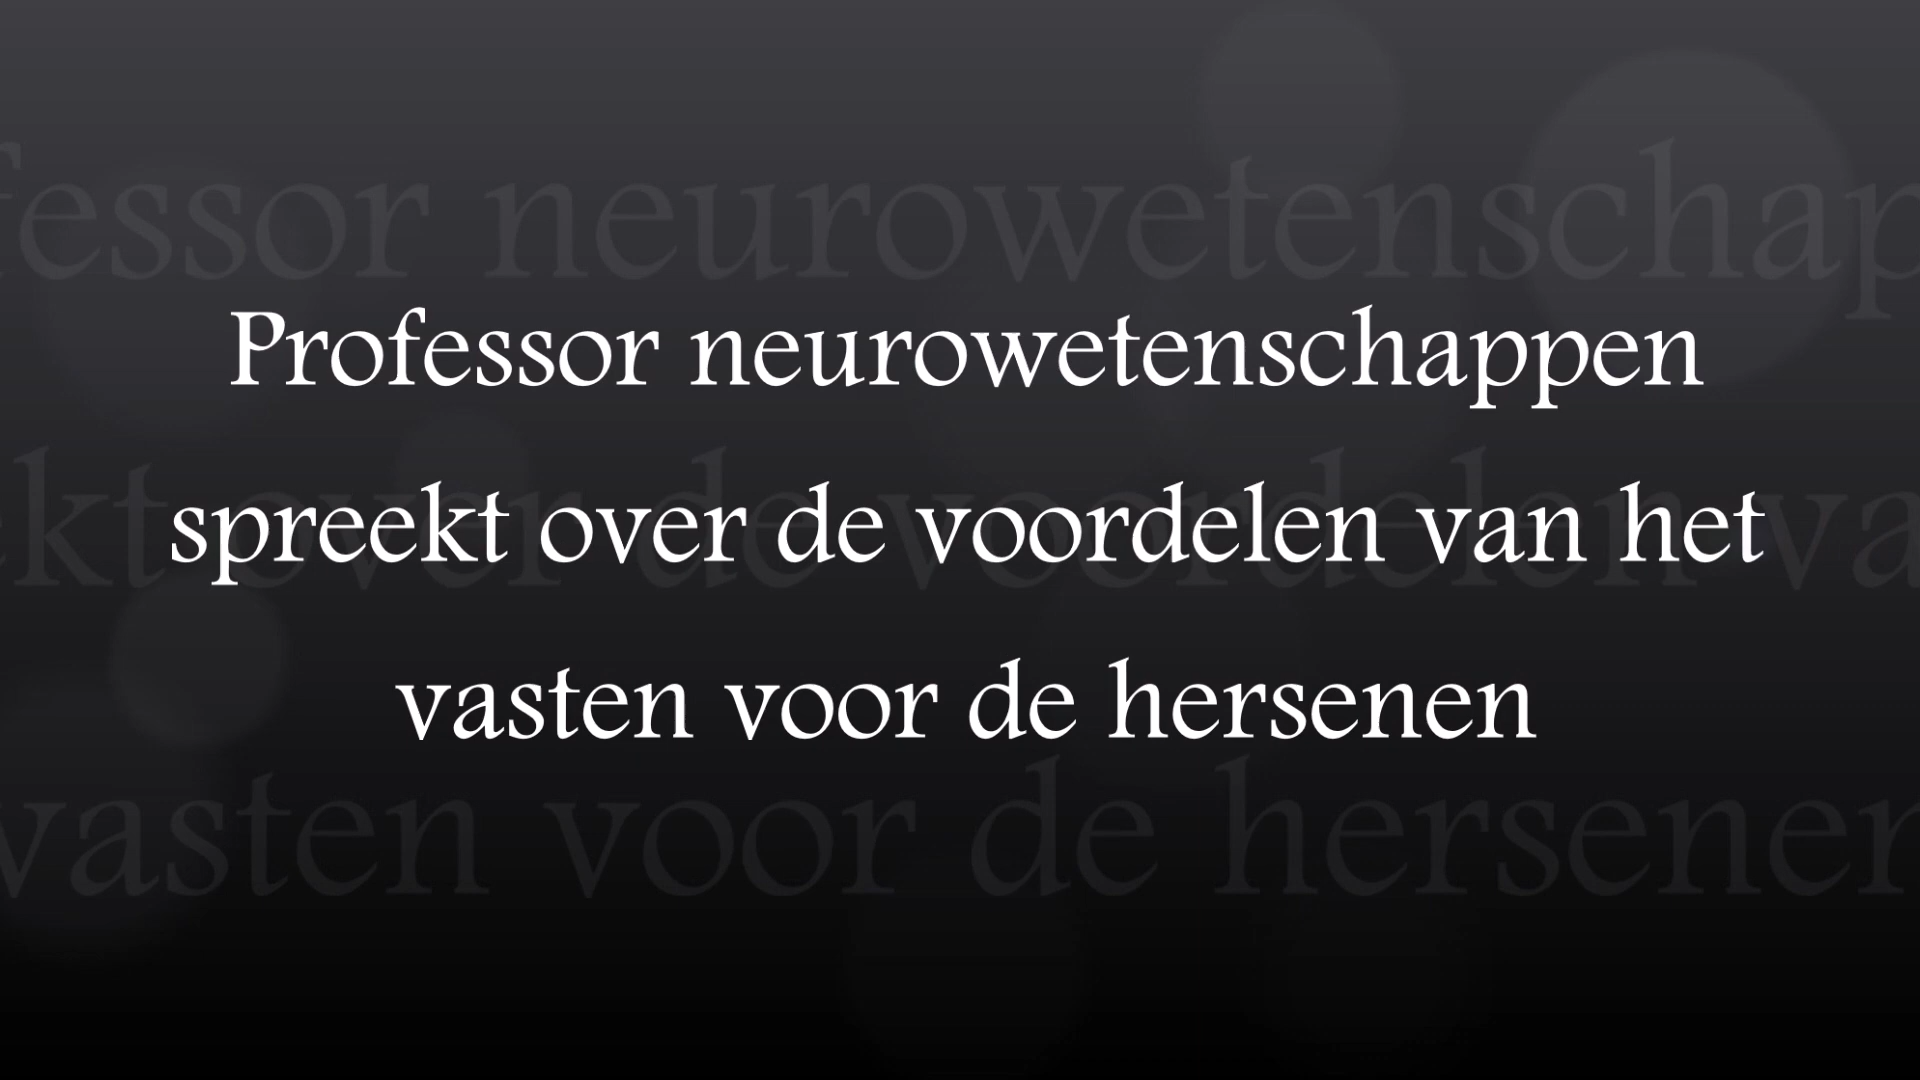 Professor neurowetenschappen
spreekt over de voordelen van het
vasten voor de hersenen